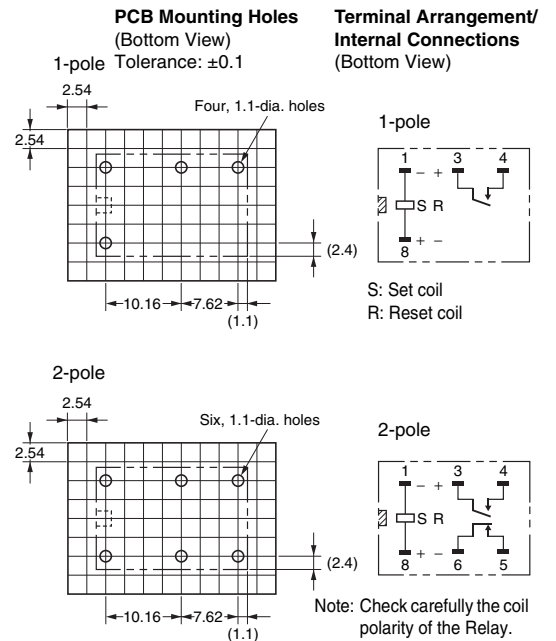 PCB Mounting Holes
(Bottom View)
Tolerance: ±0.1
Terminal Arrangement/
Internal Connections
(Bottom View)
1-pole
2.54
2.54
Four, 1.1-dia. holes
(2.4)
10.16
7.62
(1.1)
1-pole
1 - + 3 4
S R
+ -
8
S: Set coil
R: Reset coil
2-pole
2.54
2.54
Six, 1.1-dia. holes
(2.4)
10.16
7.62
(1.1)
2-pole
1 - + 3 4
S R
+ -
8 6 5
Note: Check carefully the coil
polarity of the Relay.